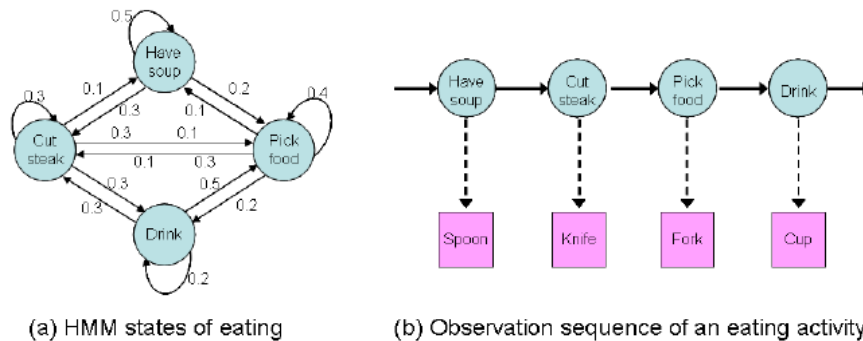 0.5
Have
soup
0.1
0.2
0.3
0.3
0.1
0.4
Cut
steak
0.3
0.1
0.1
0.3
Pick
food
0.3
0.5
0.3
0.2
Drink
0.2
(a) HMM states of eating
Have
soup
Cut
steak
Pick
food
Drink
Spoon
Knife
Fork
Cup
(b) Observation sequence of an eating activity